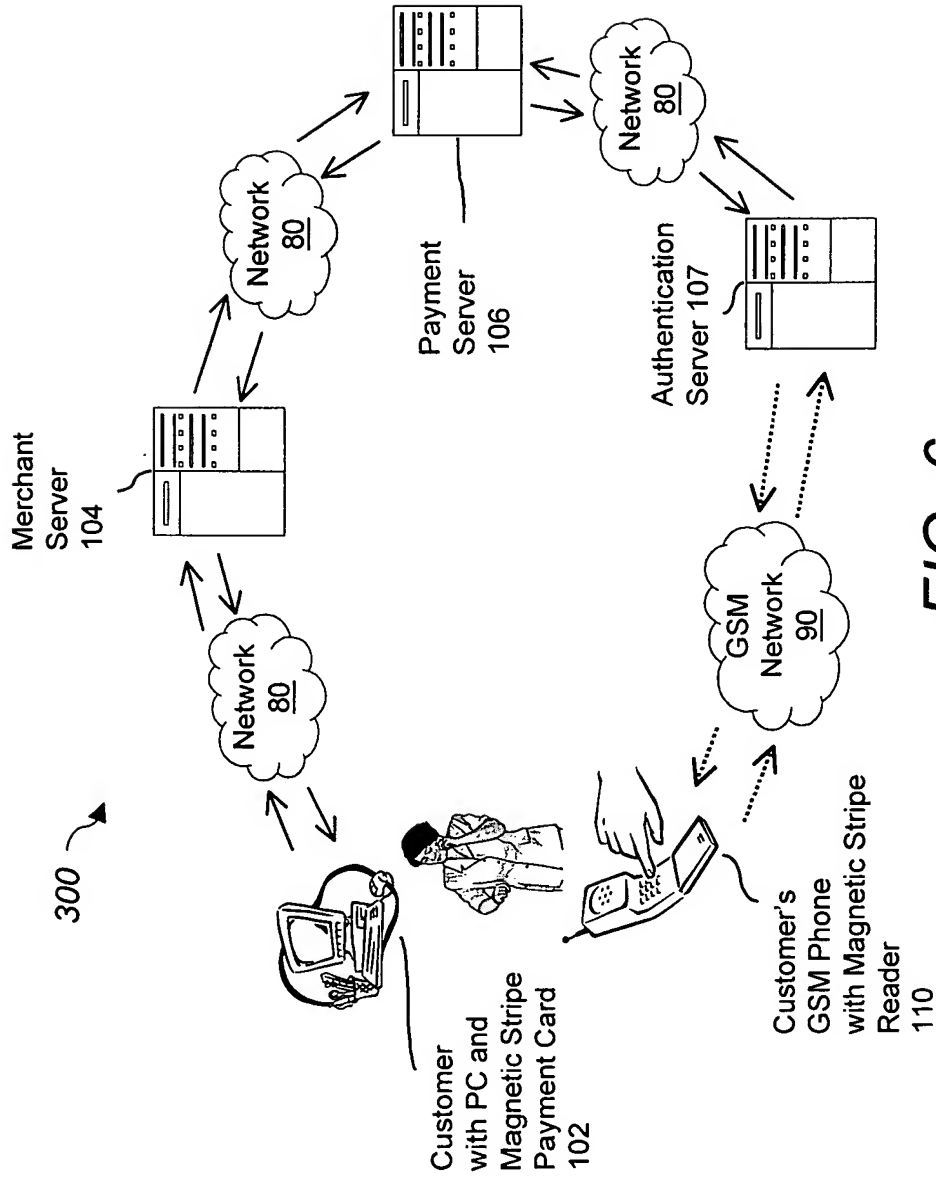 300
Merchant
Server
104
Network
80
Network
80
Customer
with PC and
Magnetic Stripe
Payment Card
102
Payment
Server
106
Network
80
Authentication
Server 107
GSM
Network
90
Customer's
GSM Phone
with Magnetic Stripe
Reader
110
FIG.